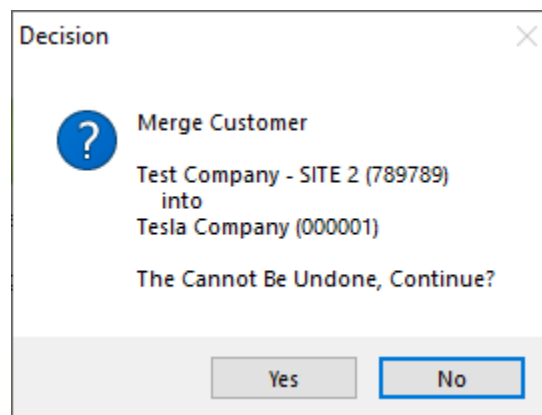 Decision
?
Merge Customer
Test Company - SITE 2 (789789)
into
Tesla Company (000001)
The Cannot Be Undone, Continue?
Yes No